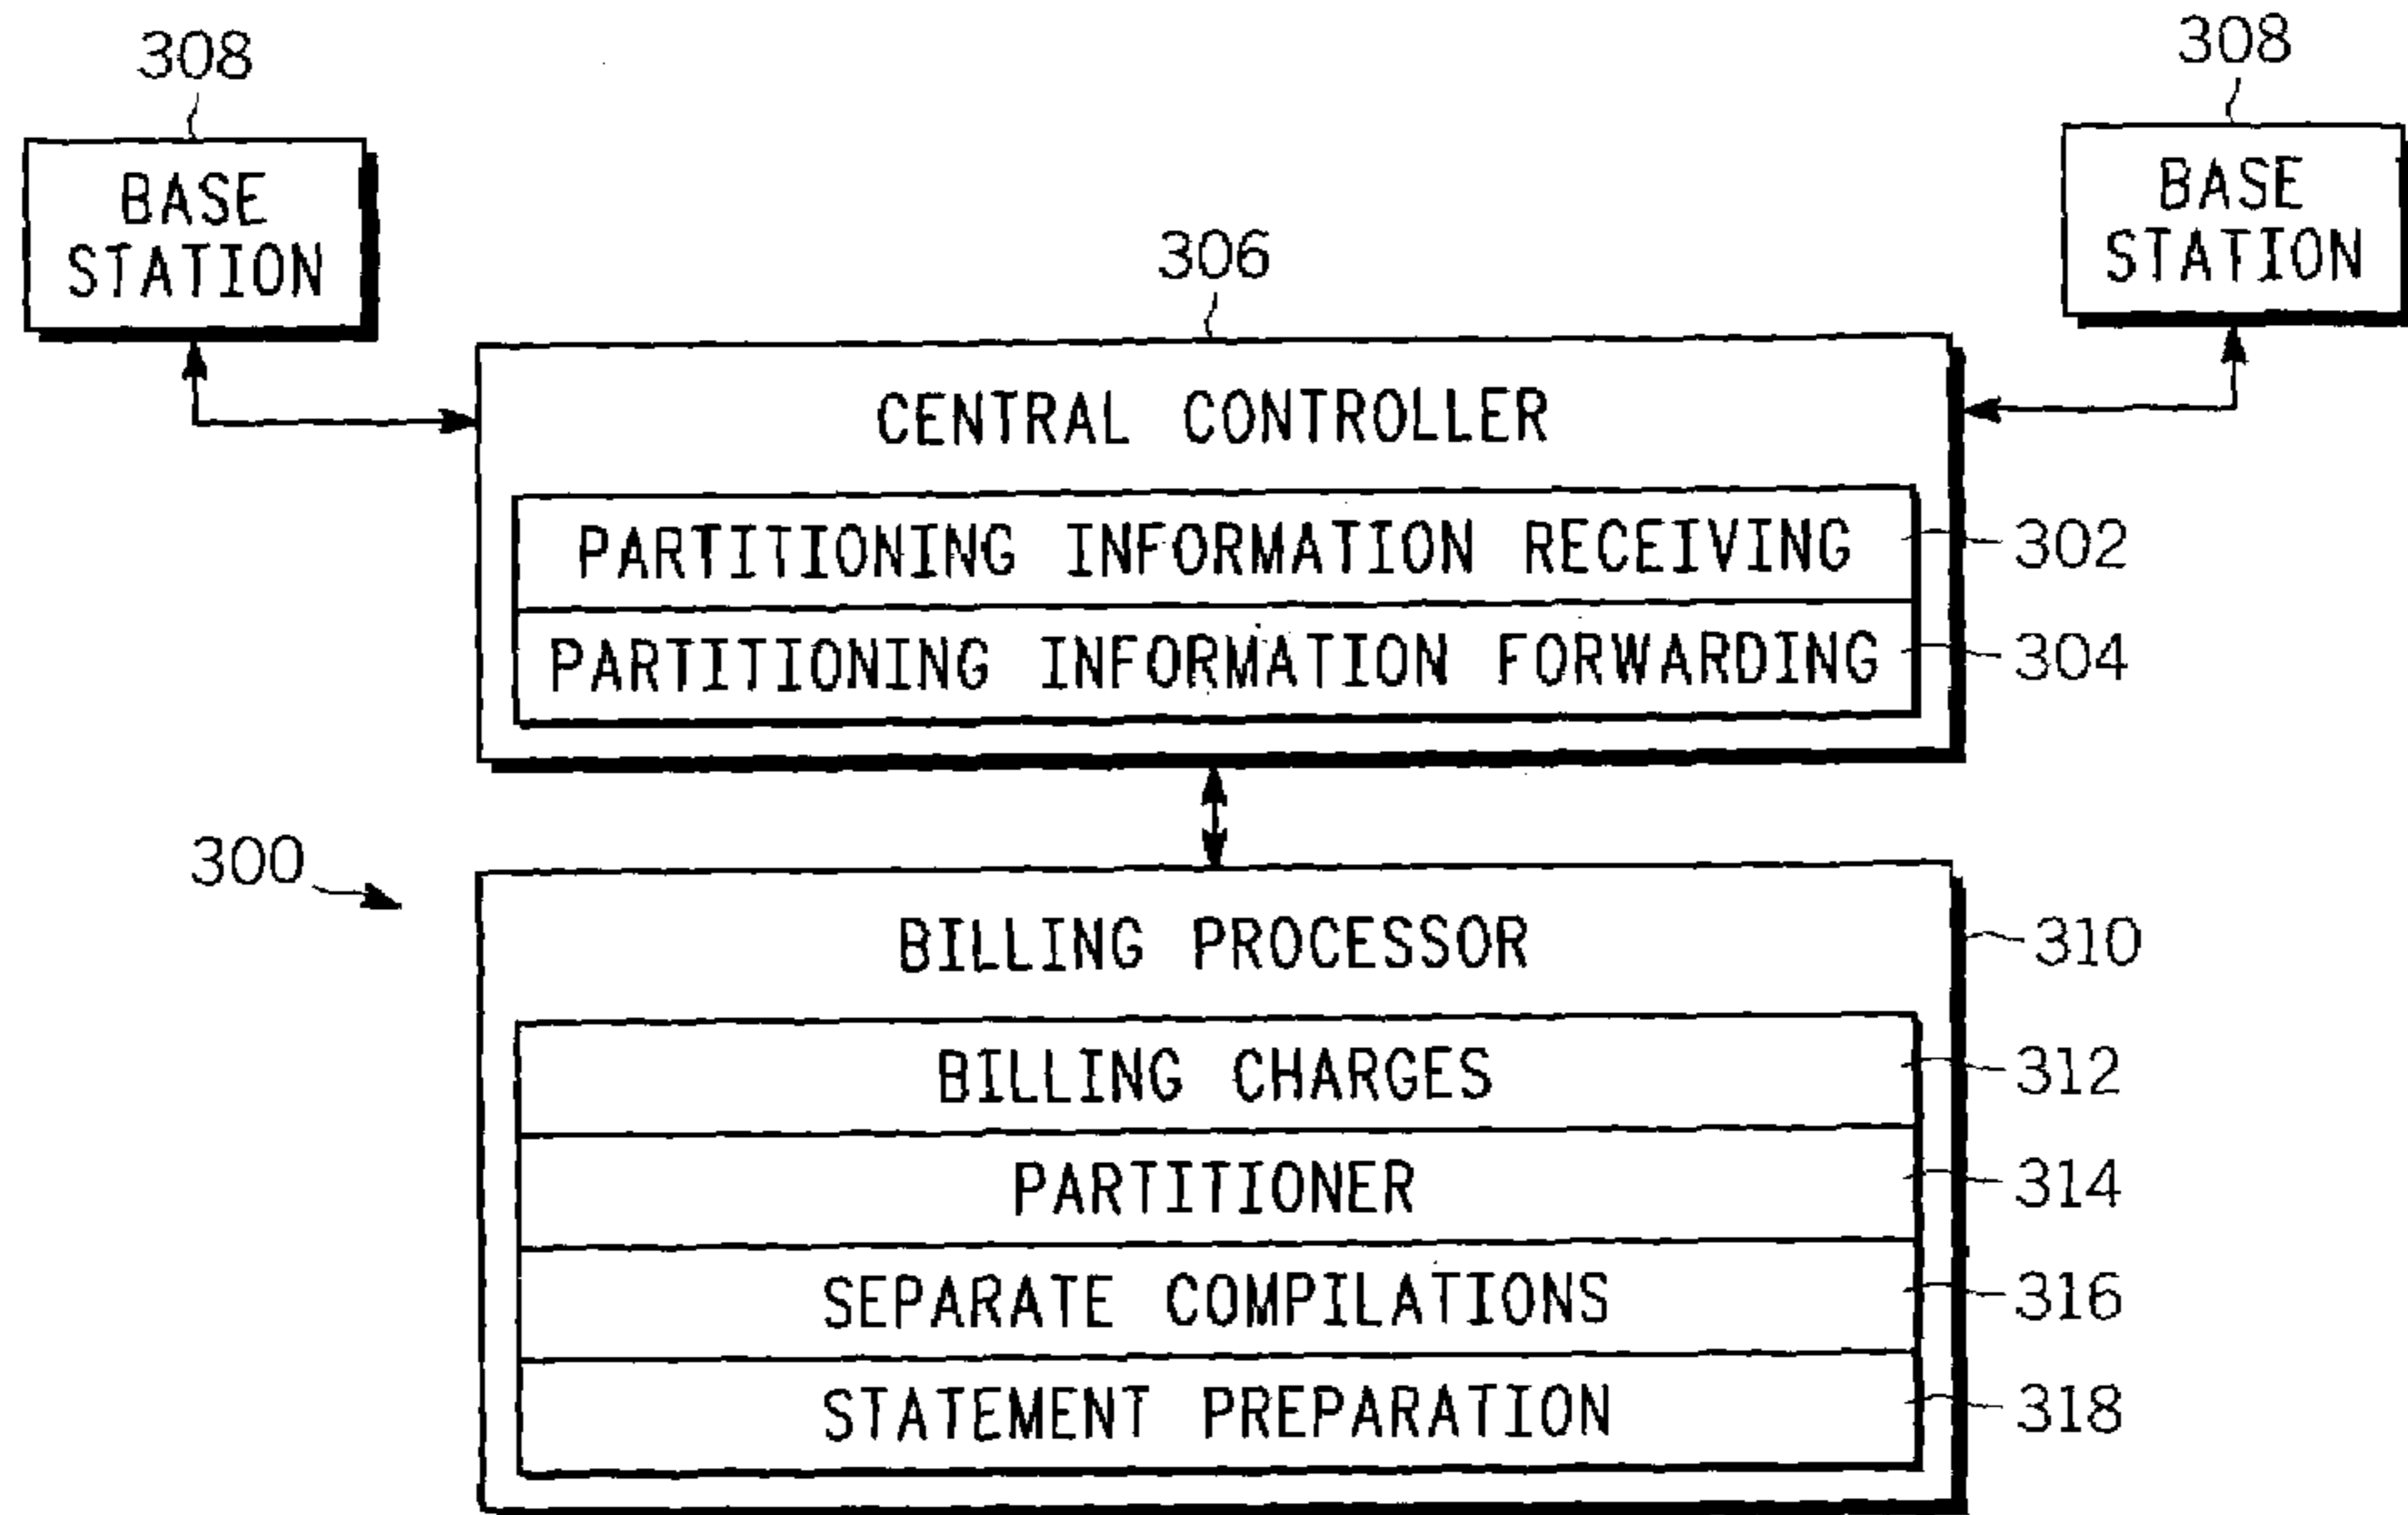 308
308
BASE
STATION
BASE
STATION
306
CENTRAL CONTROLLER
PARTITIONING INFORMATION RECEIVING
302
PARTITIONING INFORMATION FORWARDING
304
300
BILLING PROCESSOR
310
BILLING CHARGES
312
PARTITIONER
314
SEPARATE COMPILATIONS
316
STATEMENT PREPARATION
318